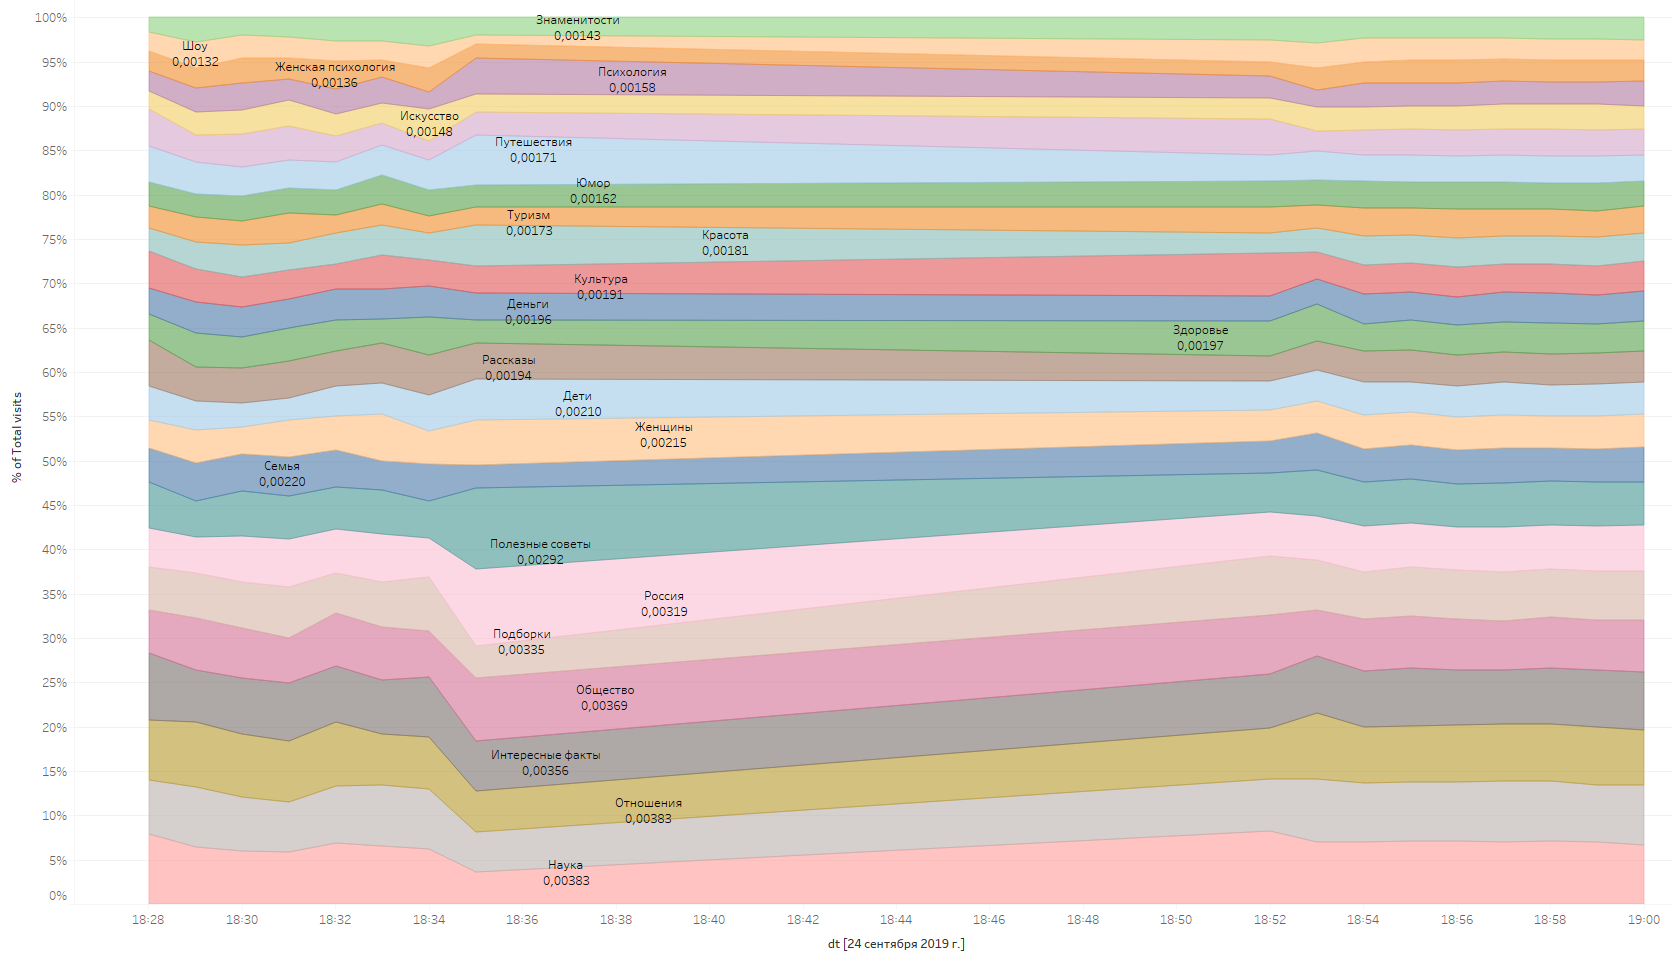 100%
95%
90%
85%
80%
75%
70%
65%
60%
55%
50%
45%
40%
35%
30%
25%
20%
15%
10%
5%
0%
% of Total visits
Знаменитости
0,00143
Шоу
0,00132
Женская психология
0,00136
Психология
0,00158
Искусство
0,00148
Путешествия
0,00171
Юмор
0,00162
Туризм
0,00173
Красота
0,00181
Культура
0,00191
Деньги
0,00196
Здоровье
0,00197
Рассказы
0,00194
Дети
0,00210
Женщины
0,00215
Семья
0,00220
Полезные советы
0,00292
Россия
0,00319
Подборки
0,00335
Общество
0,00369
Интересные факты
0,00356
Отношения
0,00383
Наука
0,00383
18:28 18:30 18:32 18:34 18:36 18:38 18:40 18:42 18:44 18:46 18:48 18:50 18:52 18:54 18:56 18:58 19:00
dt [24 сентября 2019 г.]